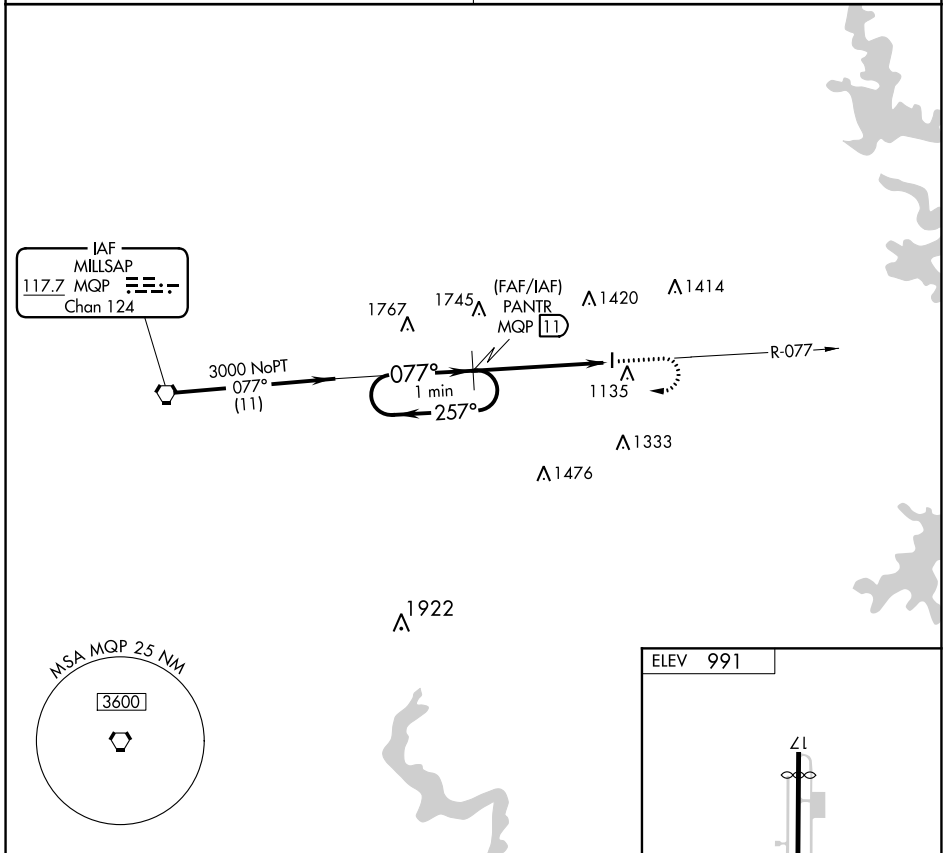 IAF
MILLSAP
117.7 MQP
Chan 124
3000 NoPT
077°
(11)
1767
1745
(FAF/IAF)
PANTR
MQP 11
1420
1414
077°
1 min
257°
R-077
1135
1333
1476
1922
MSA MQP 25 NM
3600
ELEV 991
17